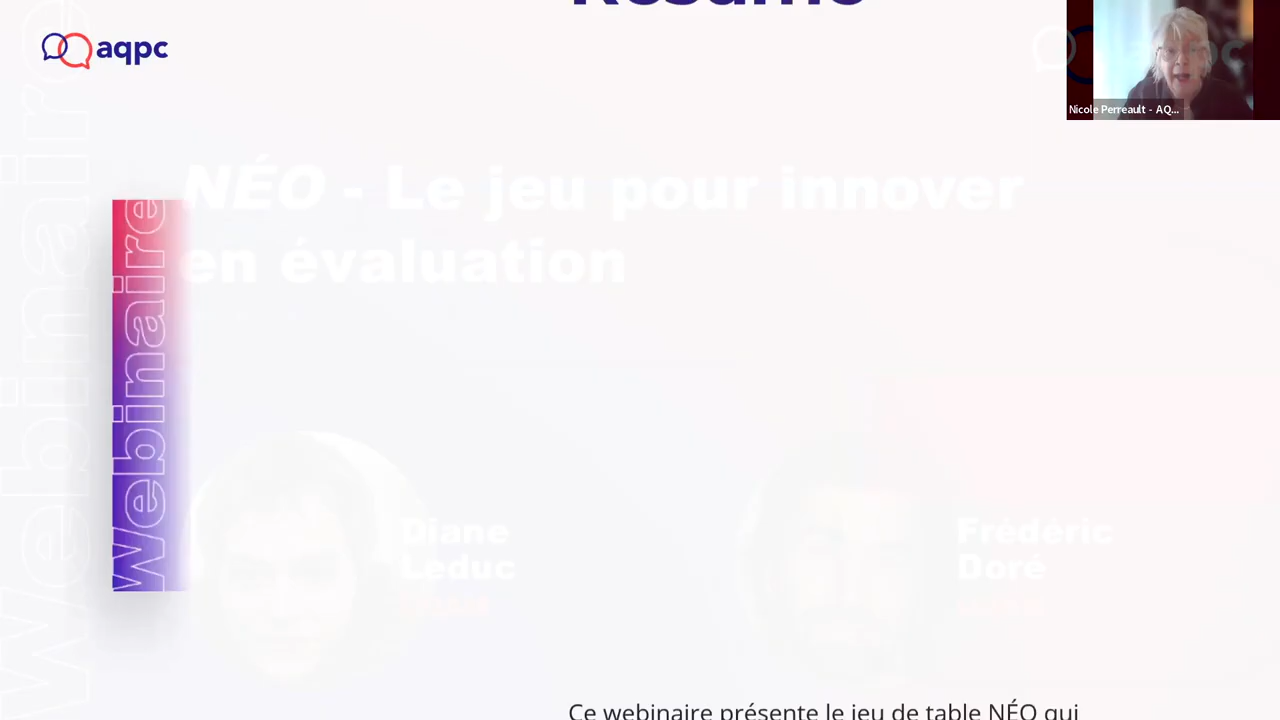 Résumé
aqpc
Nicole Perreault - AQ...
NÉO - Le jeu pour innover
en évaluation
Webinaire
Webinaire
Diane
Leduc
Frédéric
Doré
Ce webinaire présente le jeu de table NÉO qui